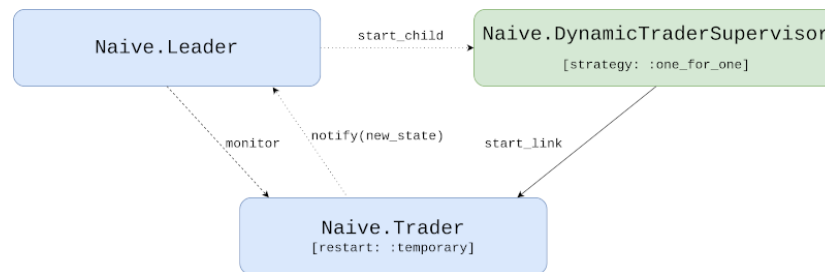 Naive.Leader
start_child
Naive.DynamicTraderSupervisor
[strategy: :one_for_one]
monitor
notify(new_state)
start_link
Naive.Trader
[restart: :temporary]